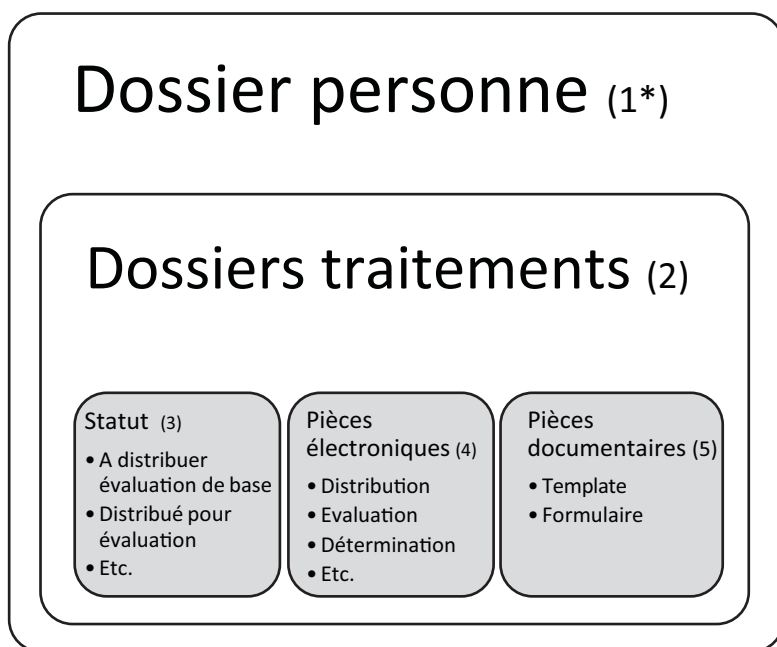 Dossier personne (1*)
Dossiers traitements (2)
Statut (3)
• A distribuer
évaluation de base
• Distribué pour
évaluation
• Etc.
Pièces
électroniques (4)
• Distribution
• Evaluation
• Détermination
• Etc.
Pièces
documentaires (5)
• Template
• Formulaire